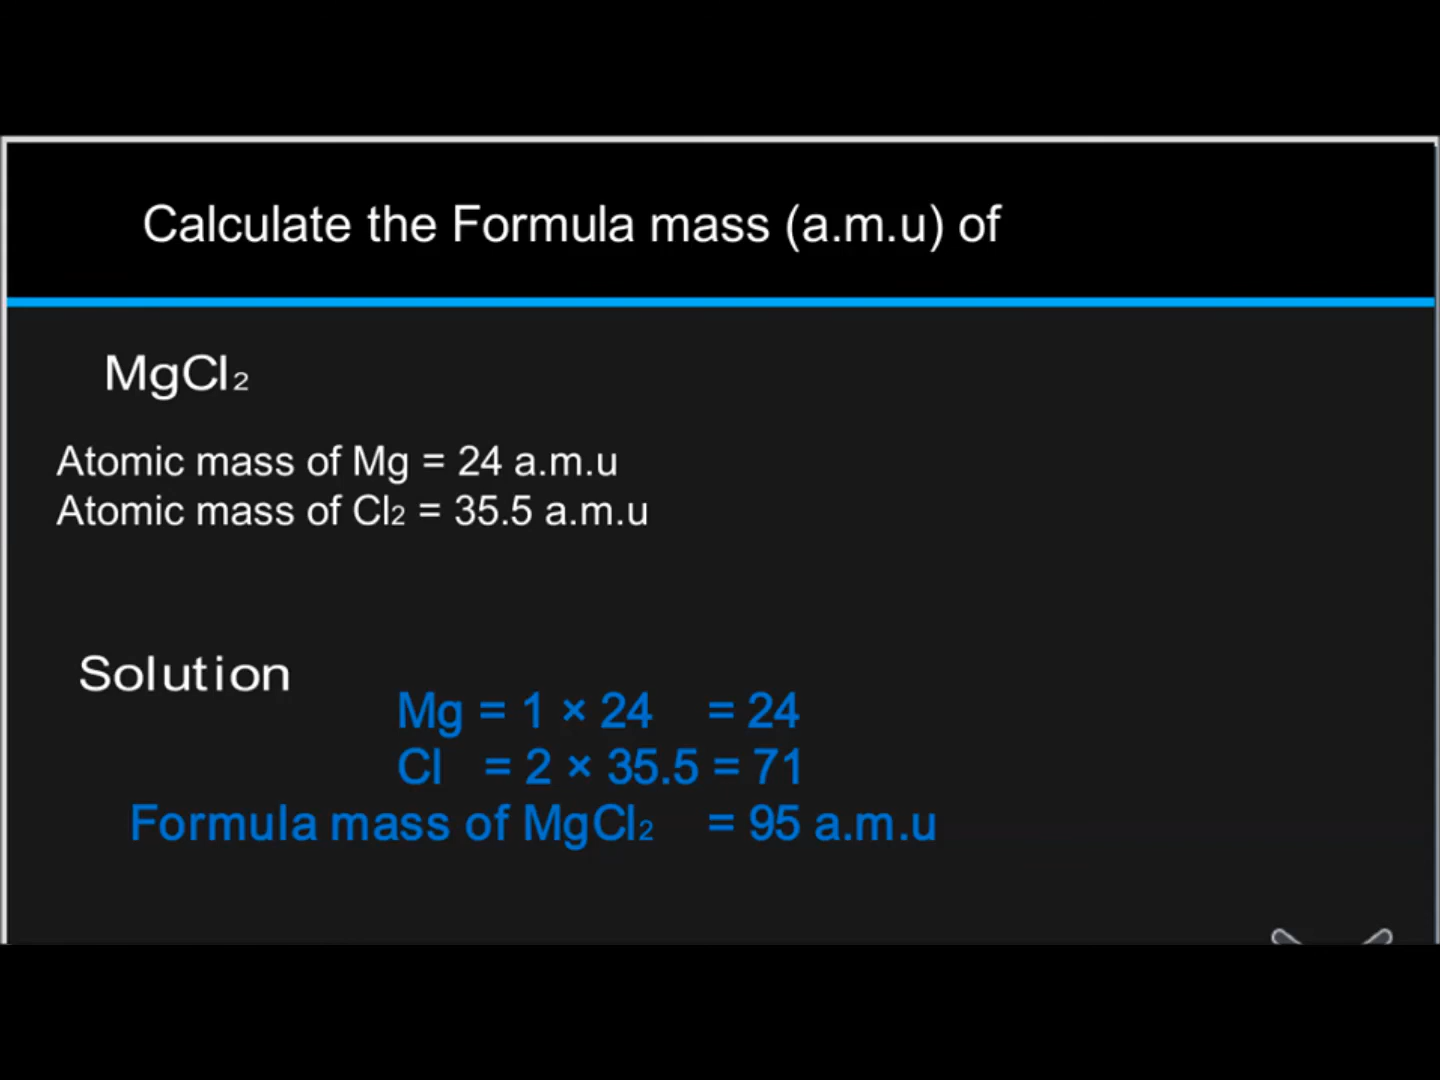 Calculate the Formula mass (a.m.u) of
MgCl₂
Atomic mass of Mg = 24 a.m.u
Atomic mass of Cl₂ = 35.5 a.m.u
Solution
Mg = 1 × 24 = 24
Cl = 2 × 35.5 = 71
Formula mass of MgCl₂ = 95 a.m.u